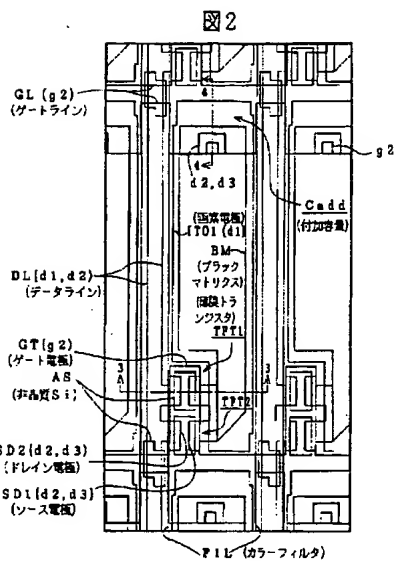 図2
GL(g2)
(ゲートライン)
4
g2
4
d2,d3
Cadd
(付加容量)
(画素電極)
ITO1(d1)
BM
(ブラック
マトリクス)
DL(d1,d2)
(データライン)
(薄膜トラ
ンジスタ)
TFT1
GT(g2)
(ゲート電極)
3
3
AS
(非晶質Si)
TFT2
SD2(d2,d3)
(ドレイン電極)
SD1(d2,d3)
(ソース電極)
FIL(カラーフィルタ)